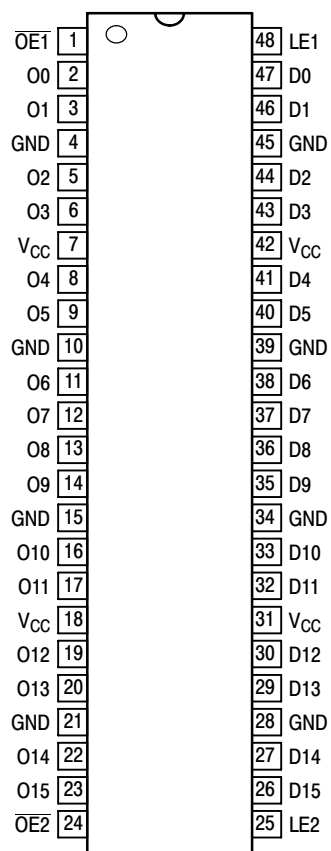 O̅E̅1̅ 1 48 LE1
O0 2 47 D0
O1 3 46 D1
GND 4 45 GND
O2 5 44 D2
O3 6 43 D3
VCC 7 42 VCC
O4 8 41 D4
O5 9 40 D5
GND 10 39 GND
O6 11 38 D6
O7 12 37 D7
O8 13 36 D8
O9 14 35 D9
GND 15 34 GND
O10 16 33 D10
O11 17 32 D11
VCC 18 31 VCC
O12 19 30 D12
O13 20 29 D13
GND 21 28 GND
O14 22 27 D14
O15 23 26 D15
O̅E̅2̅ 24 25 LE2